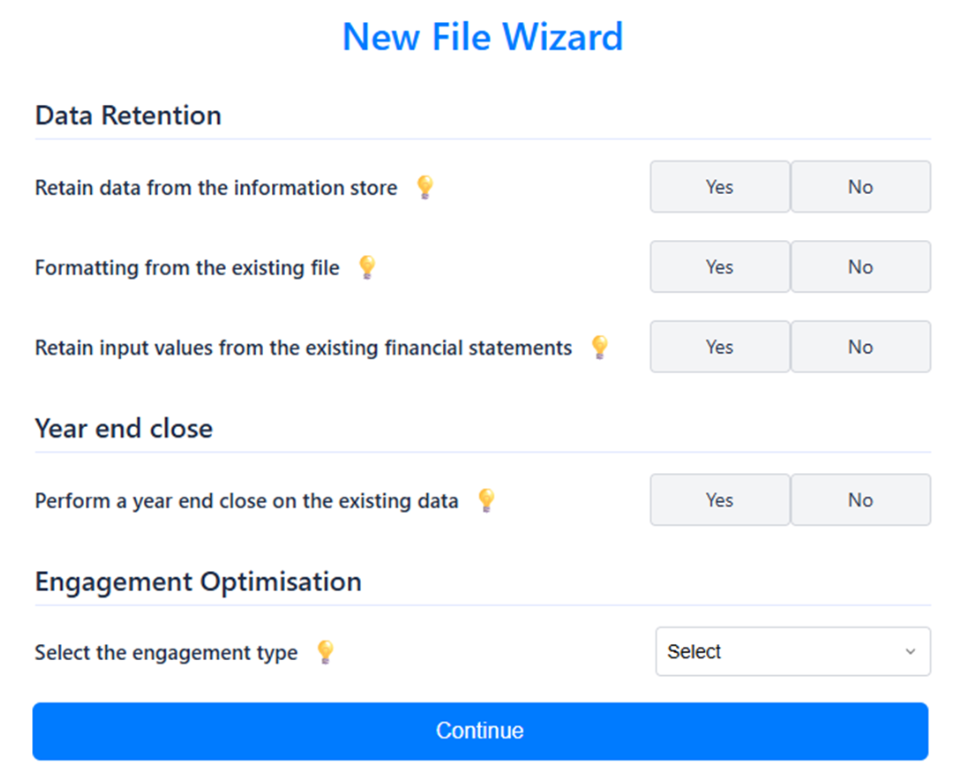 New File Wizard
Data Retention
Retain data from the information store
Yes No
Formatting from the existing file
Yes No
Retain input values from the existing financial statements
Yes No
Year end close
Perform a year end close on the existing data
Yes No
Engagement Optimisation
Select the engagement type
Select
Continue